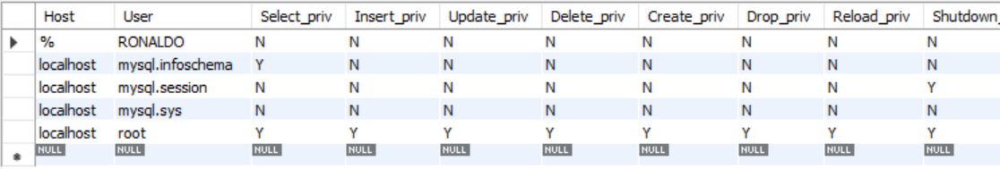 Host User Select_priv Insert_priv Update_priv Delete_priv Create_priv Drop_priv Reload_priv Shutdown_
% RONALDO N N N N N N N N
localhost mysql.infoschema Y N N N N N N N
localhost mysql.session N N N N N N N Y
localhost mysql.sys N N N N N N N N
localhost root Y Y Y Y Y Y Y Y
NULL NULL NULL NULL NULL NULL NULL NULL NULL NULL